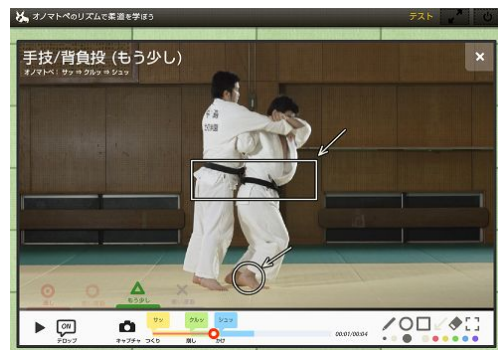 オノマトペのリズムで柔道を学ぼう
テスト
手技/背負投 (もう少し)
オノマトペ： サッ ⇨ クルッ ⇨ シュッ
×
もう少し
サッ
クルッ
シュッ
ON
テロップ
キャプチャー
つくり
崩し
かけ
00:01/00:04